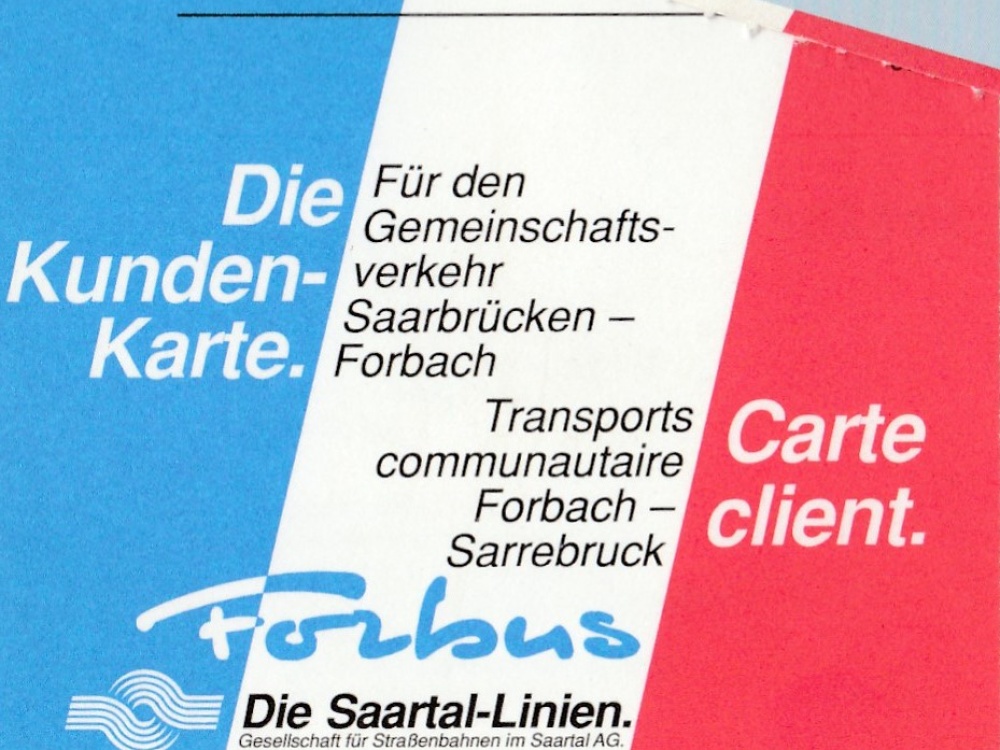 Die
Kunden-
Karte.
Für den
Gemeinschafts-
verkehr
Saarbrücken –
Forbach
Transports
communautaire
Forbach –
Sarrebruck
Carte
client.
Forbus
Die Saartal-Linien.
Gesellschaft für Straßenbahnen im Saartal AG.